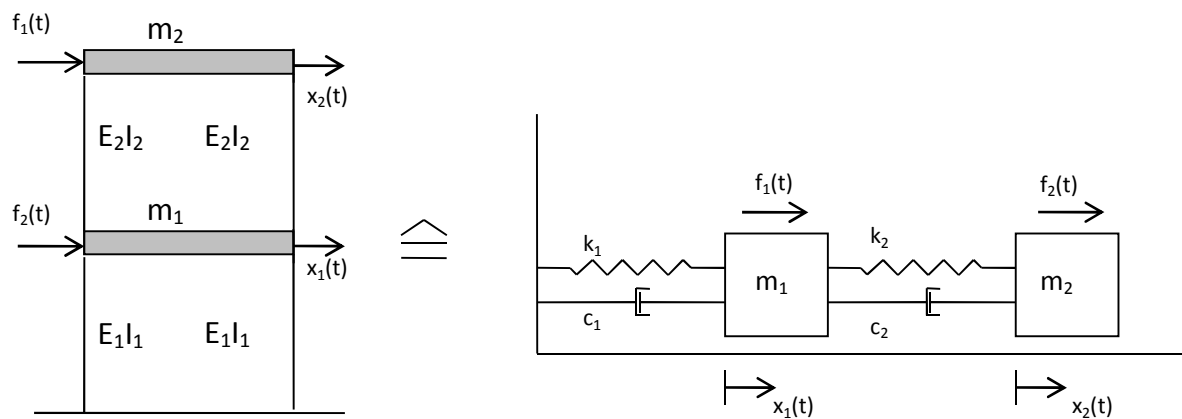 f₁(t)
m₂
x₂(t)
E₂I₂ E₂I₂
f₂(t)
m₁
x₁(t)
E₁I₁ E₁I₁
f₁(t) f₂(t)
k₁ k₂
m₁ m₂
c₁ c₂
x₁(t) x₂(t)